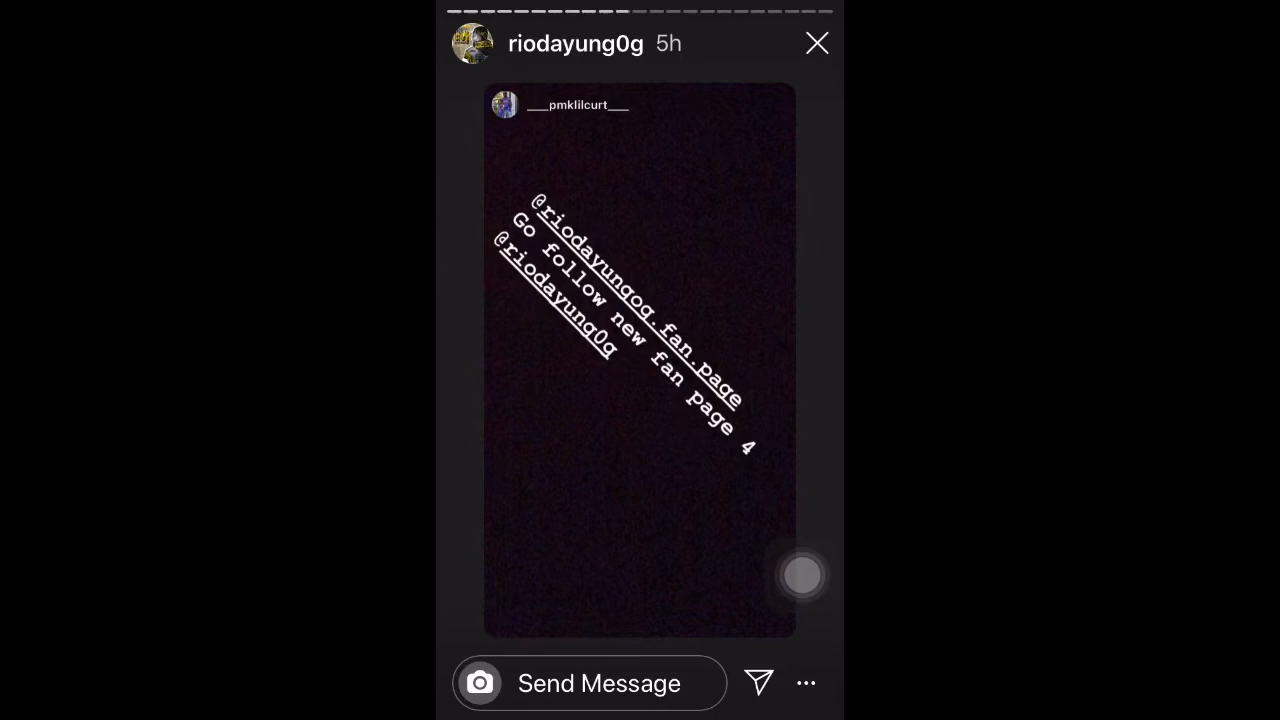 riodayung0g 5h
___pmklilcurt___
@riodayungog.fan.page
Go follow new fan page 4
@riodayung0g
Send Message